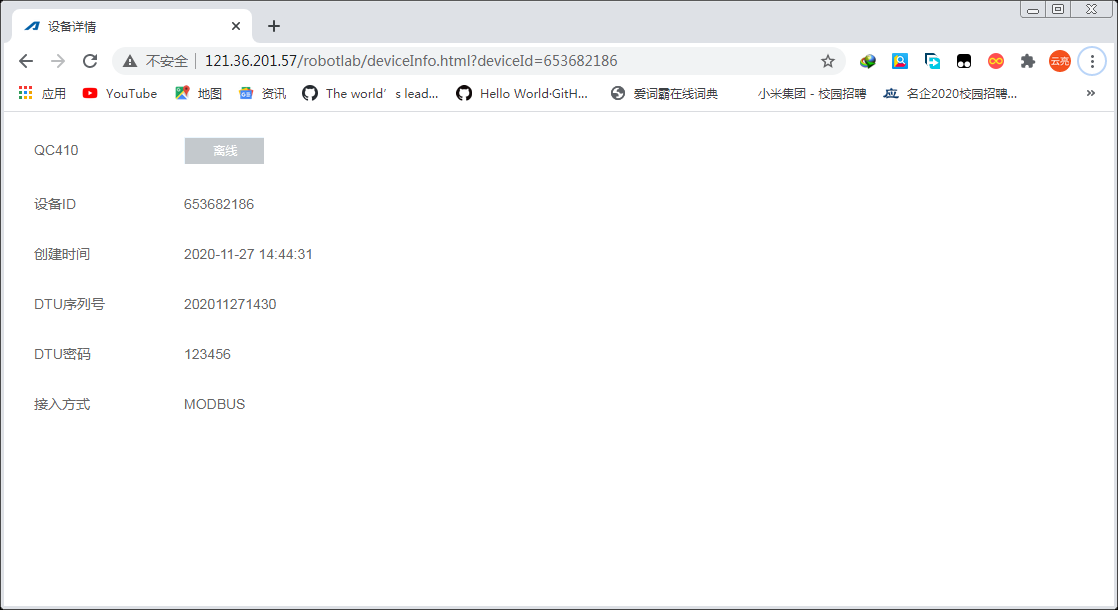 设备详情
不安全 121.36.201.57/robotlab/deviceInfo.html?deviceId=653682186 云亮
应用 YouTube 地图 资讯 The world’s lead... Hello World·GitH... 爱词霸在线词典 小米集团 - 校园招聘 名企2020校园招聘...
QC410 离线
设备ID 653682186
创建时间 2020-11-27 14:44:31
DTU序列号 202011271430
DTU密码 123456
接入方式 MODBUS